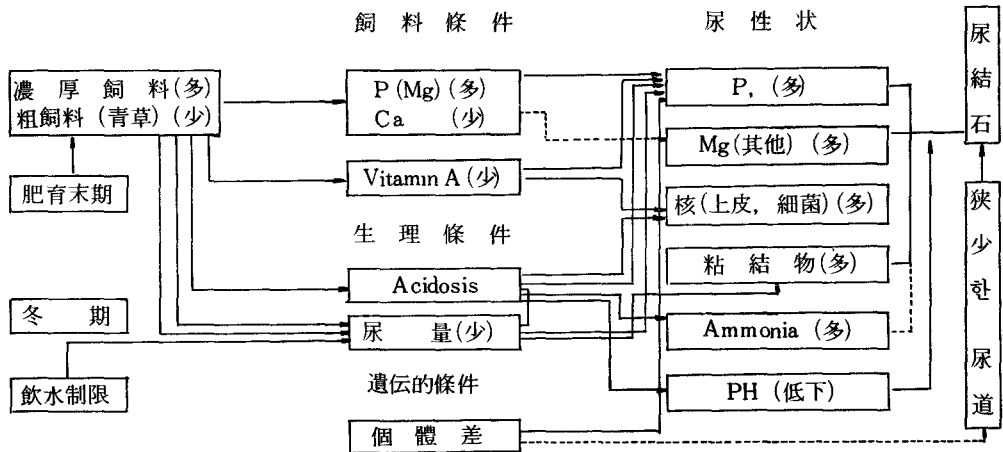 飼料條件
尿性状
濃厚飼料(多)
粗飼料(青草)(少)
肥育末期
冬期
飲水制限
P(Mg)(多)
Ca (少)
Vitamin A(少)
生理條件
Acidosis
尿量(少)
遺伝的條件
個體差
P, (多)
Mg(其他) (多)
核(上皮, 細菌)(多)
粘結物(多)
Ammonia (多)
PH (低下)
尿結石
狹少한 尿道